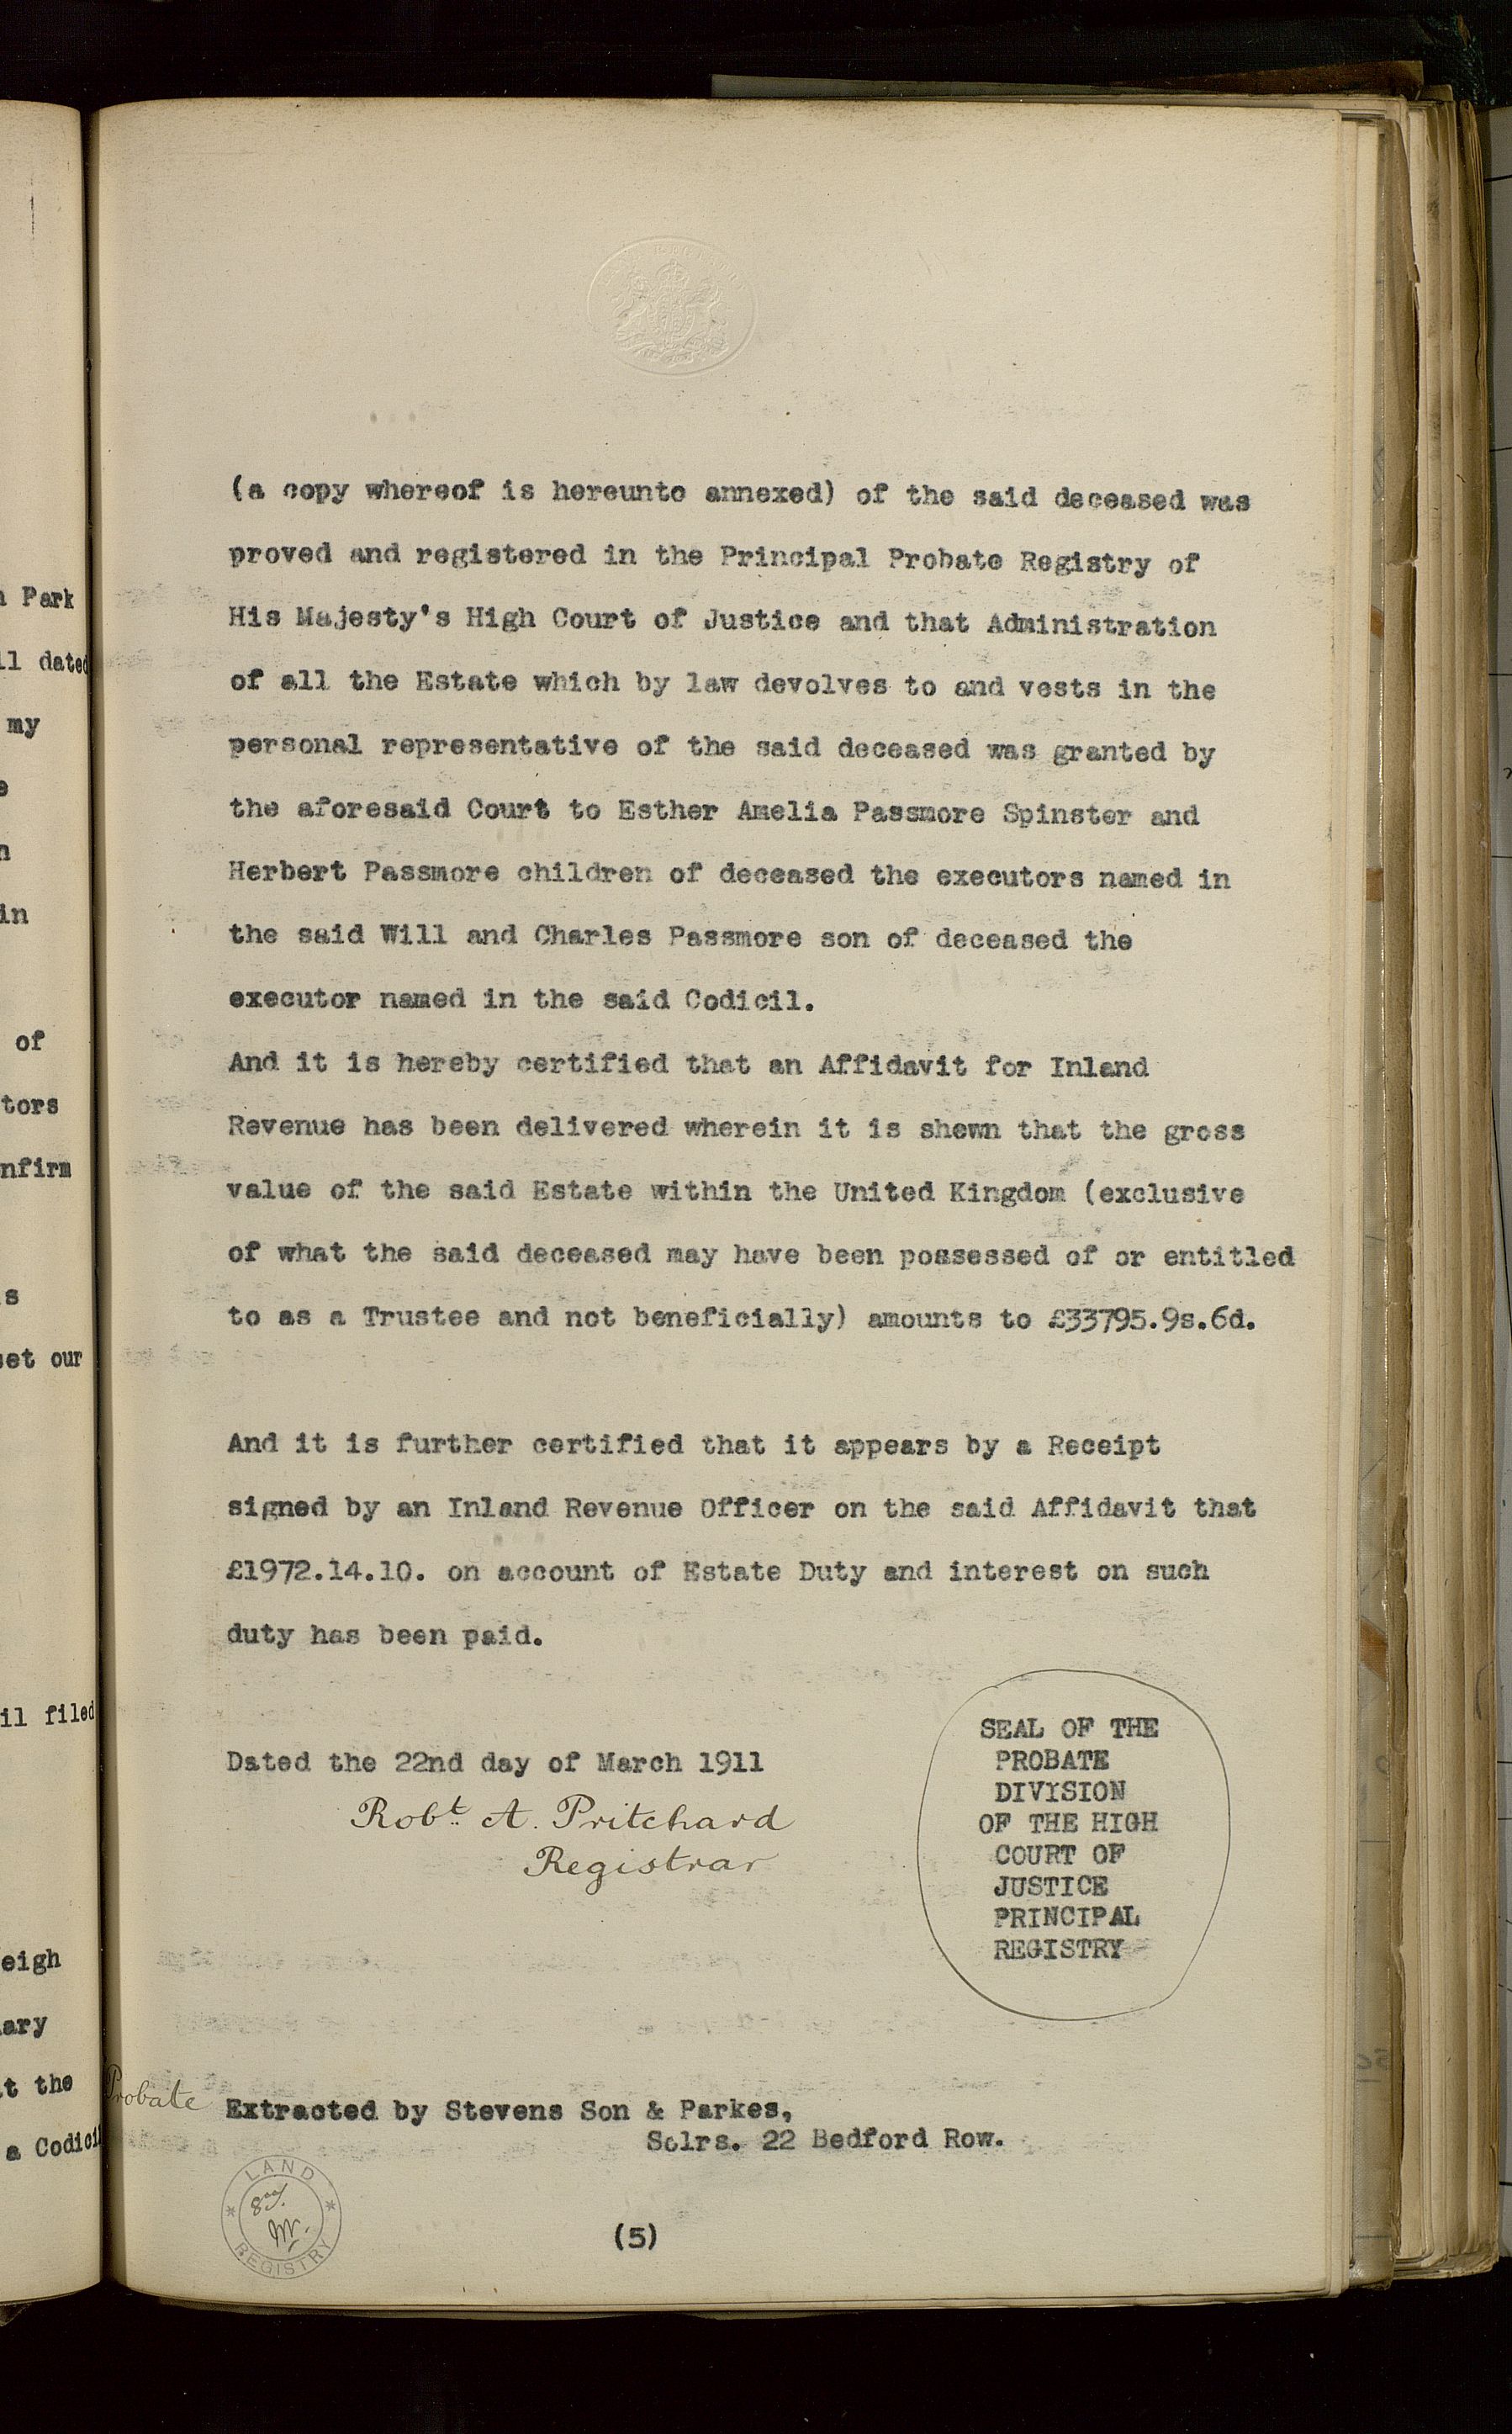 (a copy whereof is hereunto annexed) of the said deceased was
proved and registered in the Principal Probate Registry of
His Majesty's High Court of Justice and that Administration
of all the Estate which by law devolves to and vests in the
personal representative of the said deceased was granted by
the aforesaid Court to Esther Amelia Passmore Spinster and
Herbert Passmore children of deceased the executors named in
the said Will and Charles Passmore son of deceased the
executor named in the said Codicil.
And it is hereby certified that an Affidavit for Inland
Revenue has been delivered wherein it is shewn that the gross
value of the said Estate within the United Kingdom (exclusive
of what the said deceased may have been possessed of or entitled
to as a Trustee and not beneficially) amounts to £33795.9s.6d.
And it is further certified that it appears by a Receipt
signed by an Inland Revenue Officer on the said Affidavit that
£1972.14.10. on account of Estate Duty and interest on such
duty has been paid.
Dated the 22nd day of March 1911
Robt. A. Pritchard
Registrar
SEAL OF THE
PROBATE
DIVISION
OF THE HIGH
COURT OF
JUSTICE
PRINCIPAL
REGISTRY
Probate
Extracted by Stevens Son & Parkes,
Solrs. 22 Bedford Row.
LAND
REGISTRY
(5)
Park
dated
my
in
of
our
filed
the
a Codicil